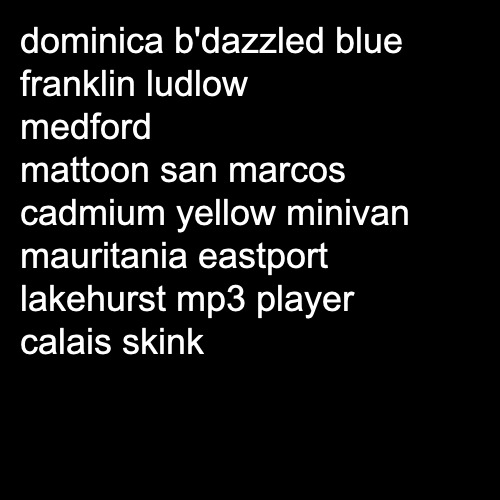 dominica b'dazzled blue
franklin ludlow
medford
mattoon san marcos
cadmium yellow minivan
mauritania eastport
lakehurst mp3 player
calais skink